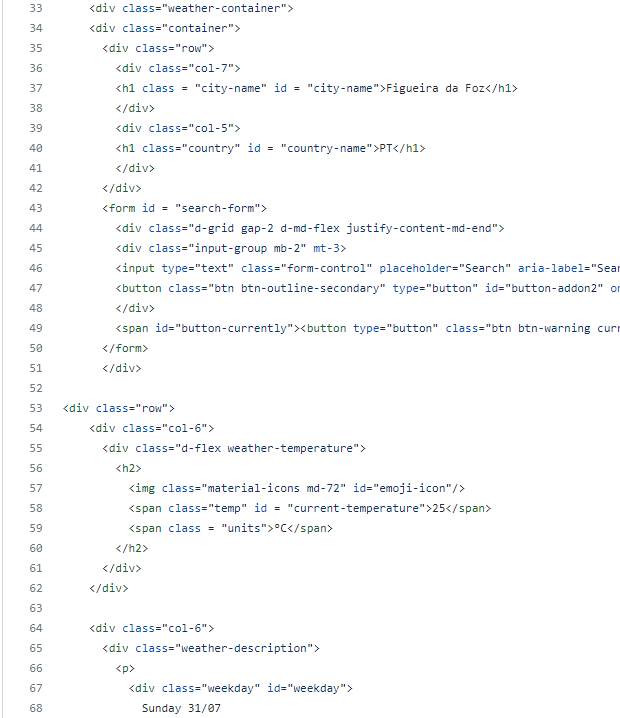 33 <div class="weather-container">
34 <div class="container">
35 <div class="row">
36 <div class="col-7">
37 <h1 class = "city-name" id = "city-name">Figueira da Foz</h1>
38 </div>
39 <div class="col-5">
40 <h1 class="country" id = "country-name">PT</h1>
41 </div>
42 </div>
43 <form id = "search-form">
44 <div class="d-grid gap-2 d-md-flex justify-content-md-end">
45 <div class="input-group mb-2" mt-3>
46 <input type="text" class="form-control" placeholder="Search" aria-label="Sear
47 <button class="btn btn-outline-secondary" type="button" id="button-addon2" on
48 </div>
49 <span id="button-currently"><button type="button" class="btn btn-warning curr
50 </form>
51 </div>
52
53 <div class="row">
54 <div class="col-6">
55 <div class="d-flex weather-temperature">
56 <h2>
57 <img class="material-icons md-72" id="emoji-icon"/>
58 <span class="temp" id = "current-temperature">25</span>
59 <span class = "units">°C</span>
60 </h2>
61 </div>
62 </div>
63
64 <div class="col-6">
65 <div class="weather-description">
66 <p>
67 <div class="weekday" id="weekday">
68 Sunday 31/07